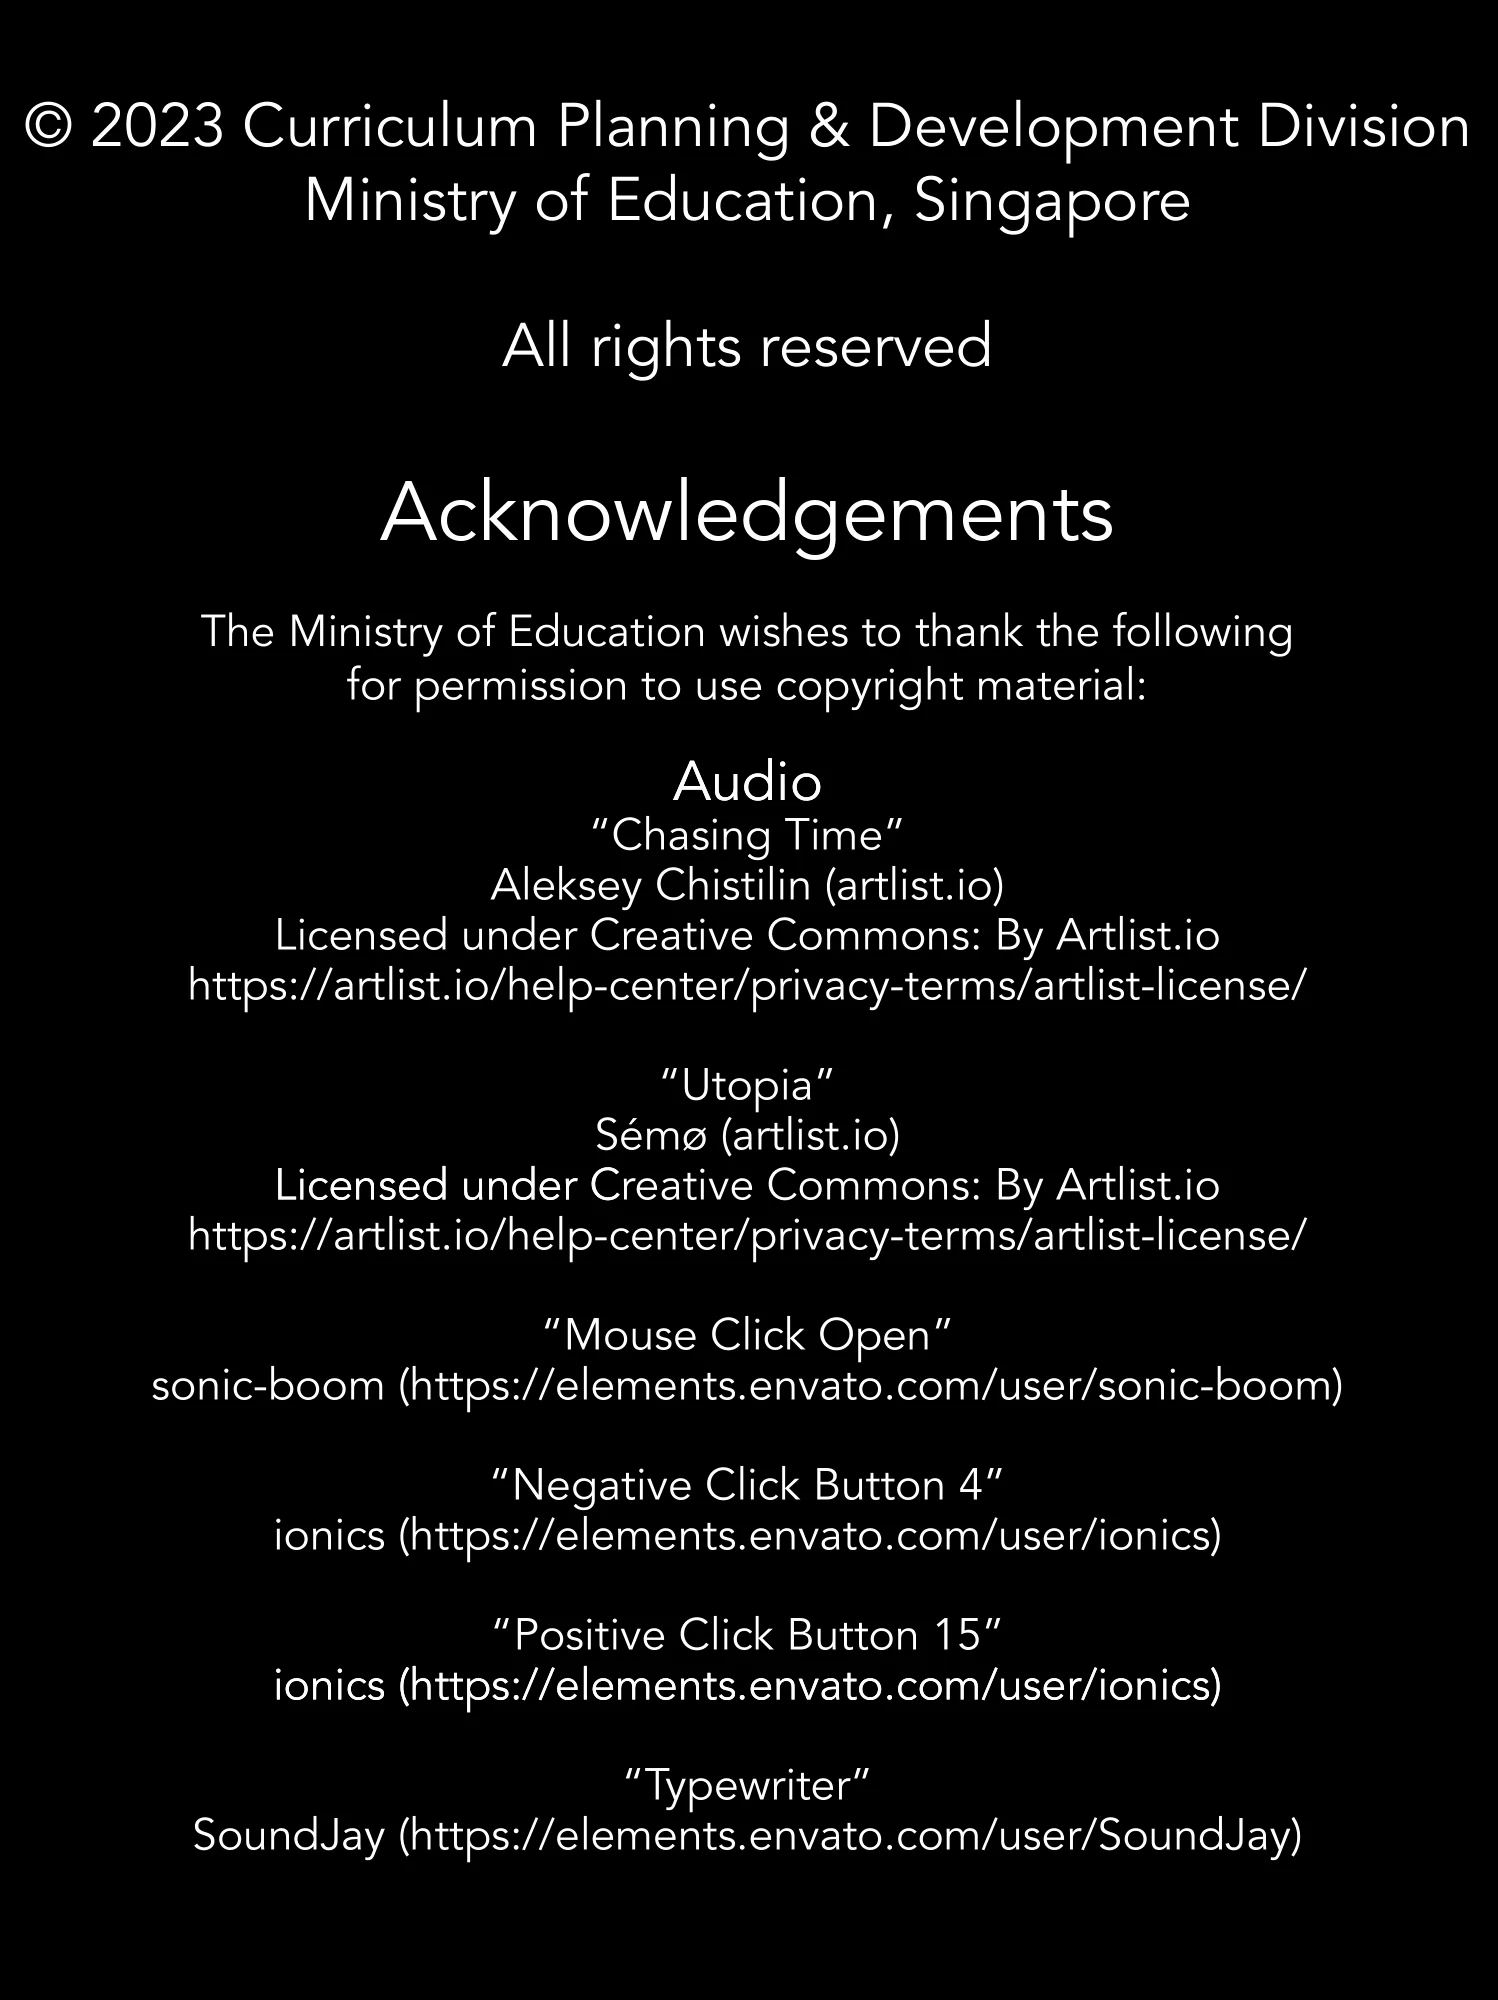 © 2023 Curriculum Planning & Development Division
Ministry of Education, Singapore
All rights reserved
Acknowledgements
The Ministry of Education wishes to thank the following
for permission to use copyright material:
Audio
“Chasing Time”
Aleksey Chistilin (artlist.io)
Licensed under Creative Commons: By Artlist.io
https://artlist.io/help-center/privacy-terms/artlist-license/
“Utopia”
Sémø (artlist.io)
Licensed under Creative Commons: By Artlist.io
https://artlist.io/help-center/privacy-terms/artlist-license/
“Mouse Click Open”
sonic-boom (https://elements.envato.com/user/sonic-boom)
“Negative Click Button 4”
ionics (https://elements.envato.com/user/ionics)
“Positive Click Button 15”
ionics (https://elements.envato.com/user/ionics)
“Typewriter”
SoundJay (https://elements.envato.com/user/SoundJay)